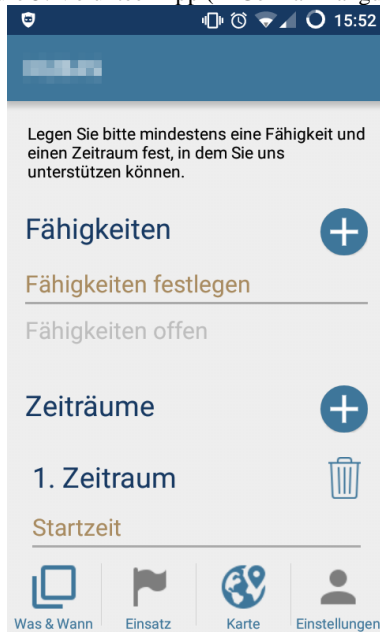 15:52
Legen Sie bitte mindestens eine Fähigkeit und
einen Zeitraum fest, in dem Sie uns
unterstützen können.
Fähigkeiten
Fähigkeiten festlegen
Fähigkeiten offen
Zeiträume
1. Zeitraum
Startzeit
Was & Wann Einsatz Karte Einstellungen